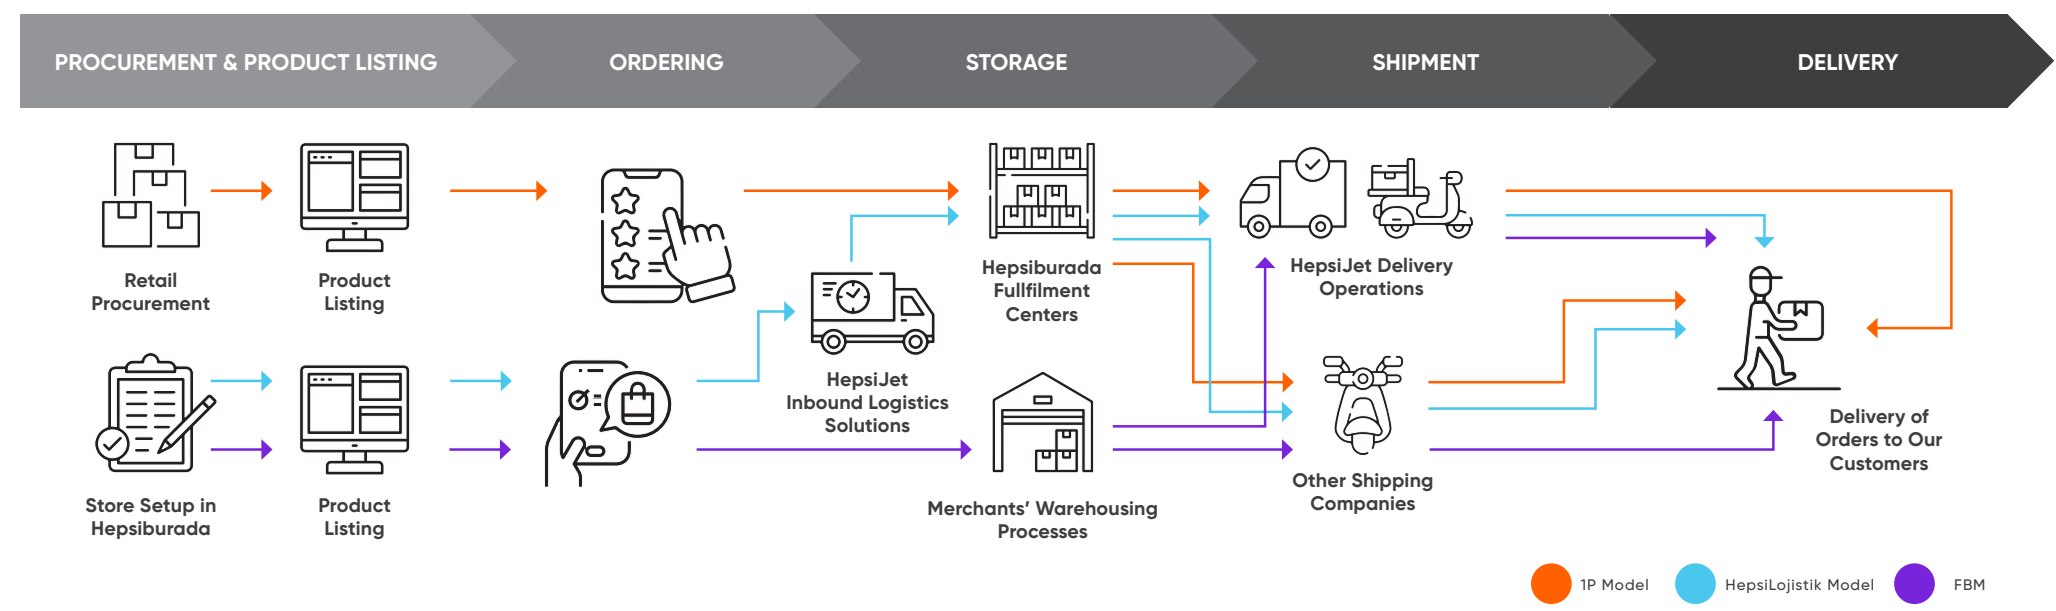 PROCUREMENT & PRODUCT LISTING
ORDERING
STORAGE
SHIPMENT
DELIVERY
Retail
Procurement
Product
Listing
Hepsiburada
Fullfilment
Centers
HepsiJet Delivery
Operations
HepsiJet
Inbound Logistics
Solutions
Delivery of
Orders to Our
Customers
Store Setup in
Hepsiburada
Product
Listing
Merchants’ Warehousing
Processes
Other Shipping
Companies
1P Model
HepsiLojistik Model
FBM